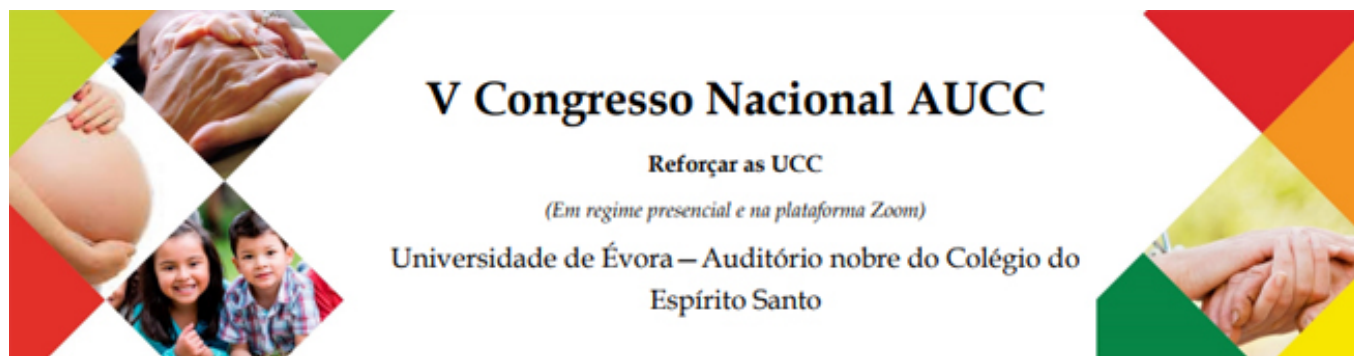 V Congresso Nacional AUCC
Reforçar as UCC
(Em regime presencial e na plataforma Zoom)
Universidade de Évora — Auditório nobre do Colégio do
Espírito Santo